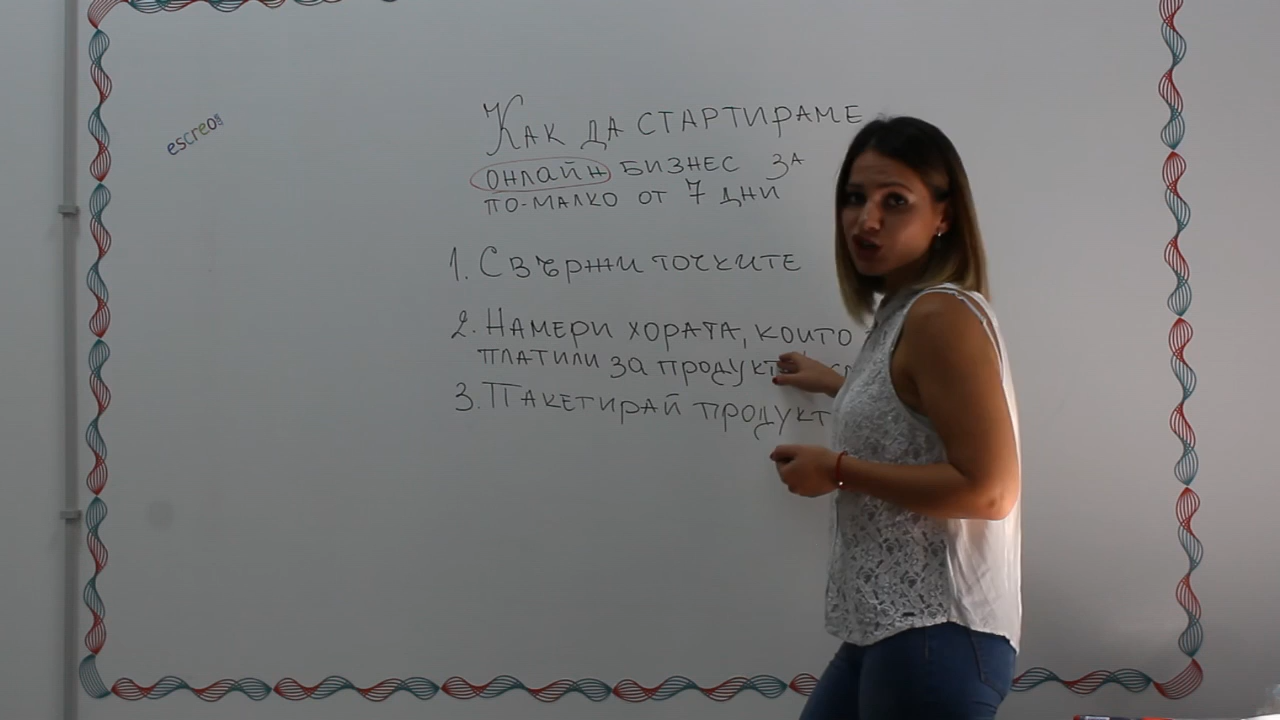 escreo
КАК ДА СТАРТИРАМЕ
ОНЛАЙН БИЗНЕС ЗА
ПО-МАЛКО ОТ 7 ДНИ
1. СВЪРЖИ ТОЧКИТЕ
2. НАМЕРИ ХОРАТА, КОИТО
ПЛАТИЛИ ЗА ПРОДУКТ
3. ПАКЕТИРАЙ ПРОДУКТ